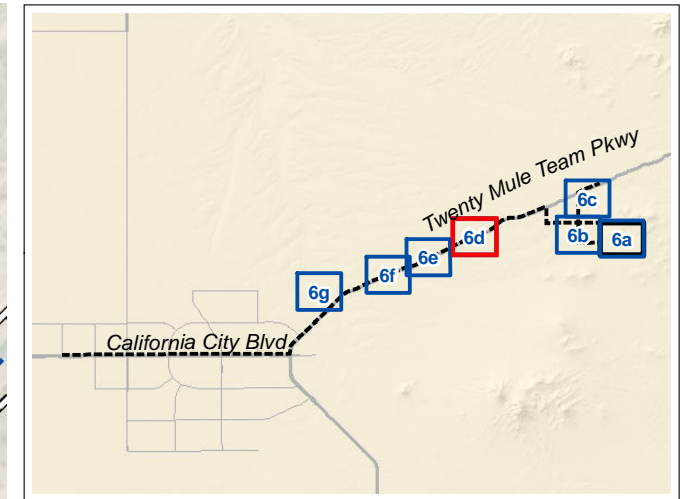 Twenty Mule Team Pkwy
6c
6d
6b
6a
6e
6f
6g
California City Blvd